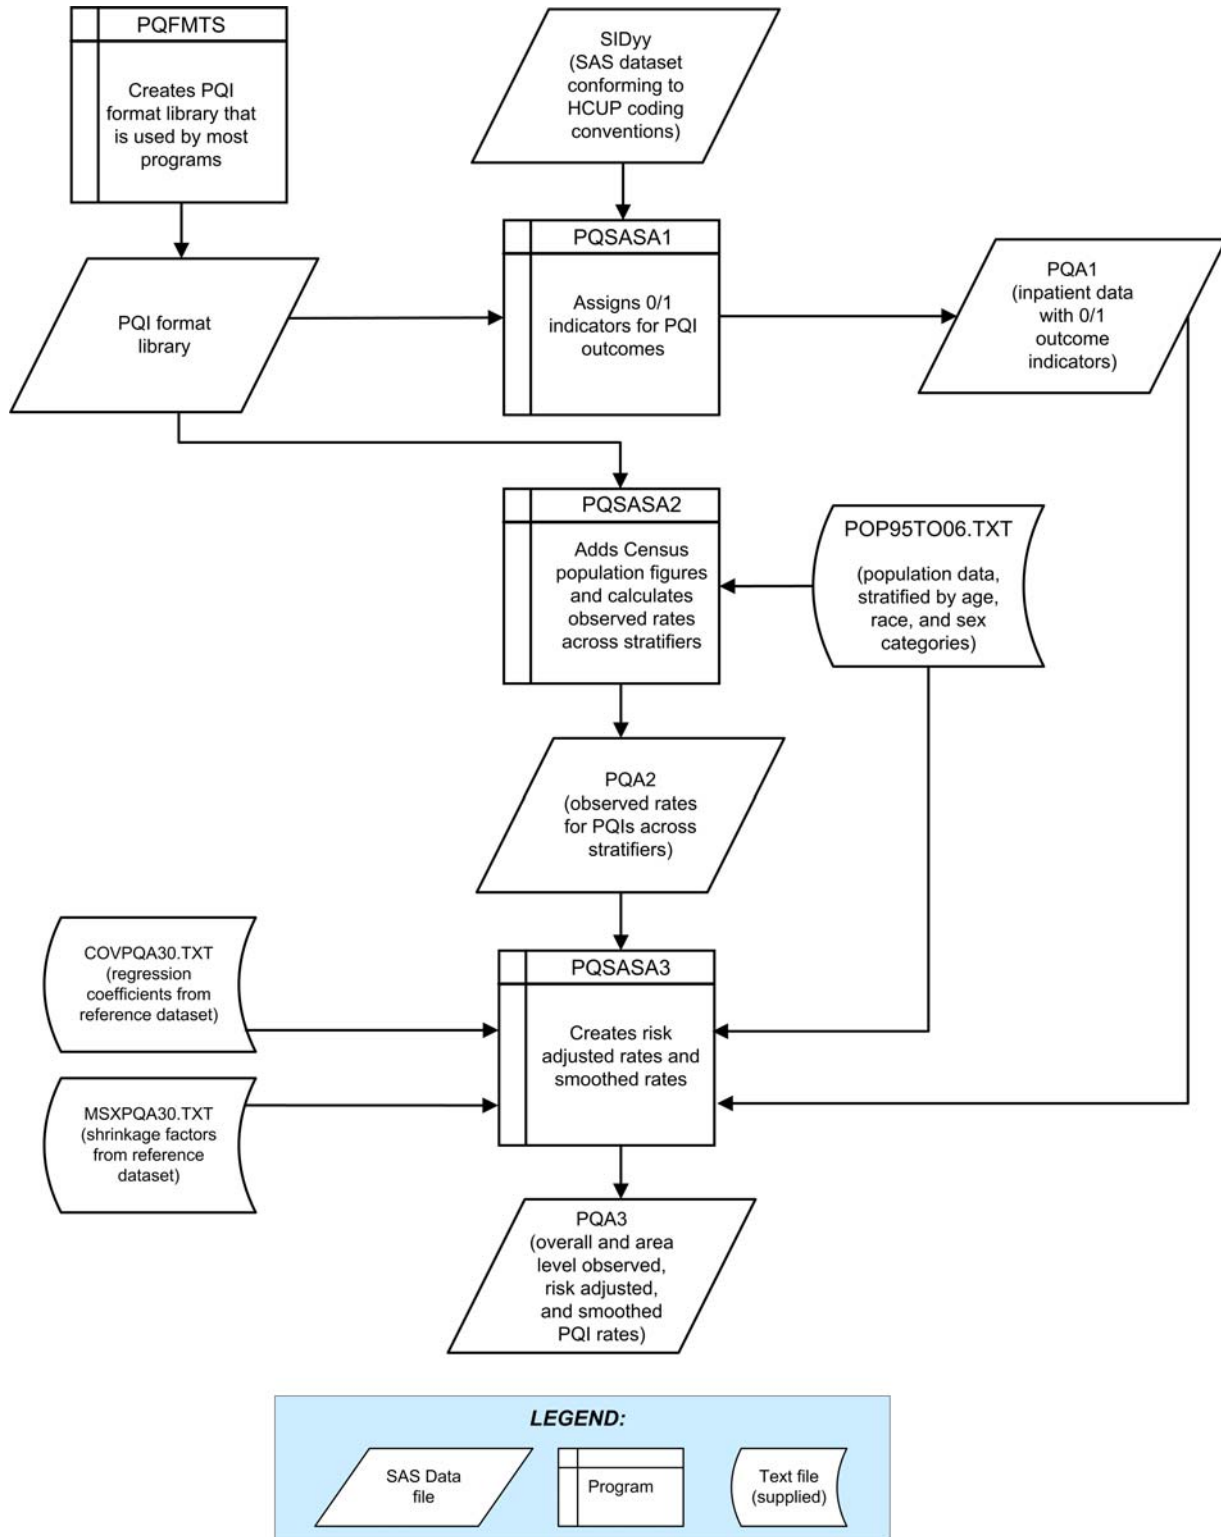 PQFMTS
Creates PQI
format library that
is used by most
programs
SIDyy
(SAS dataset
conforming to
HCUP coding
conventions)
PQI format
library
PQSASA1
Assigns 0/1
indicators for PQI
outcomes
PQA1
(inpatient data
with 0/1
outcome
indicators)
PQSASA2
Adds Census
population figures
and calculates
observed rates
across stratifiers
POP95TO06.TXT
(population data,
stratified by age,
race, and sex
categories)
PQA2
(observed rates
for PQIs across
stratifiers)
COVPQA30.TXT
(regression
coefficients from
reference dataset)
PQSASA3
Creates risk
adjusted rates and
smoothed rates
MSXPQA30.TXT
(shrinkage factors
from reference
dataset)
PQA3
(overall and area
level observed,
risk adjusted,
and smoothed
PQI rates)
LEGEND:
SAS Data
file
Program
Text file
(supplied)